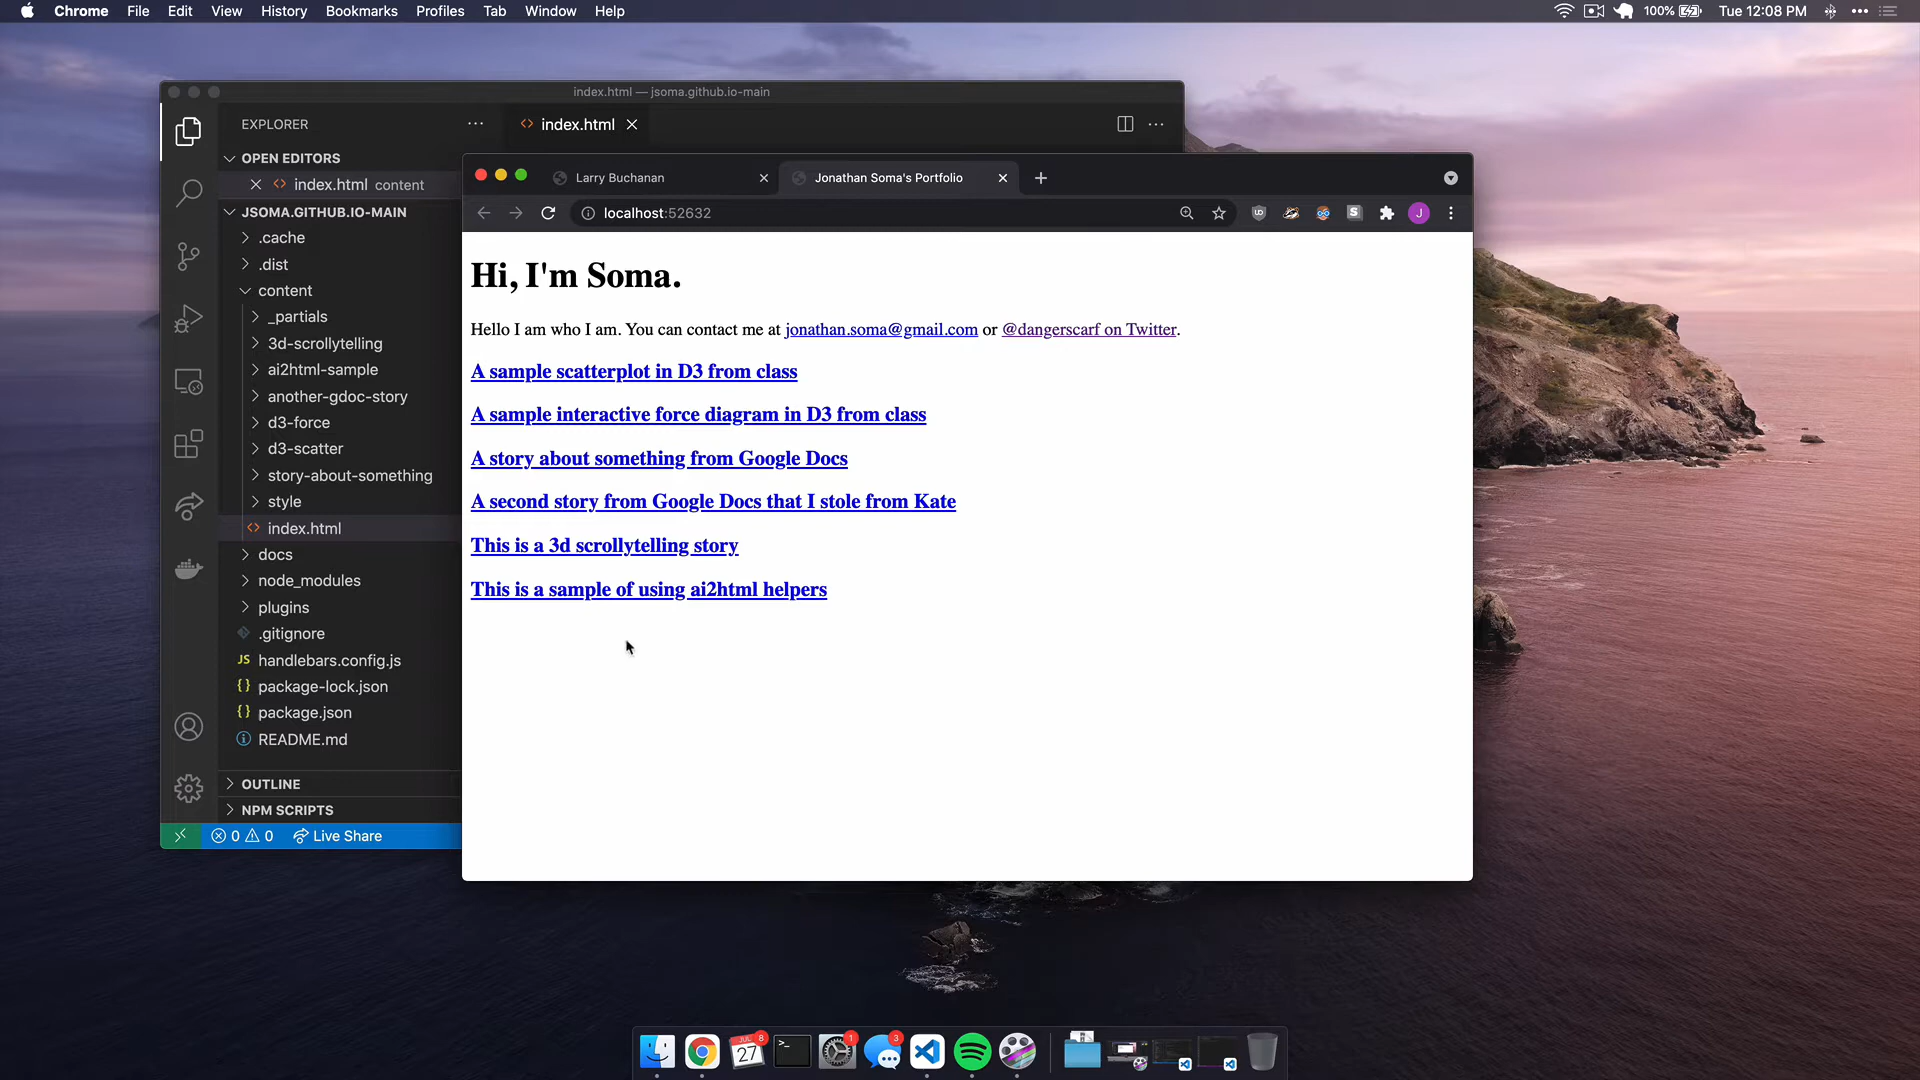 Chrome File Edit View History Bookmarks Profiles Tab Window Help 100% Tue 12:08 PM
index.html — jsoma.github.io-main
EXPLORER
index.html
OPEN EDITORS
index.html content
JSOMA.GITHUB.IO-MAIN
.cache
.dist
content
_partials
3d-scrollytelling
ai2html-sample
another-gdoc-story
d3-force
d3-scatter
story-about-something
style
index.html
docs
node_modules
plugins
.gitignore
JS handlebars.config.js
{} package-lock.json
{} package.json
README.md
OUTLINE
NPM SCRIPTS
0 0 Live Share
Larry Buchanan
Jonathan Soma's Portfolio
localhost:52632
J
Hi, I'm Soma.
Hello I am who I am. You can contact me at jonathan.soma@gmail.com or @dangerscarf on Twitter.
A sample scatterplot in D3 from class
A sample interactive force diagram in D3 from class
A story about something from Google Docs
A second story from Google Docs that I stole from Kate
This is a 3d scrollytelling story
This is a sample of using ai2html helpers
JUL 27 8
1
3